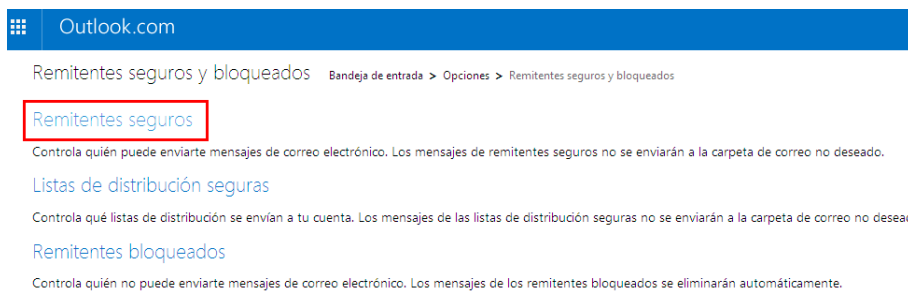 Outlook.com
Remitentes seguros y bloqueados Bandeja de entrada > Opciones > Remitentes seguros y bloqueados
Remitentes seguros
Controla quién puede enviarte mensajes de correo electrónico. Los mensajes de remitentes seguros no se enviarán a la carpeta de correo no deseado.
Listas de distribución seguras
Controla qué listas de distribución se envían a tu cuenta. Los mensajes de las listas de distribución seguras no se enviarán a la carpeta de correo no desea
Remitentes bloqueados
Controla quién no puede enviarte mensajes de correo electrónico. Los mensajes de los remitentes bloqueados se eliminarán automáticamente.